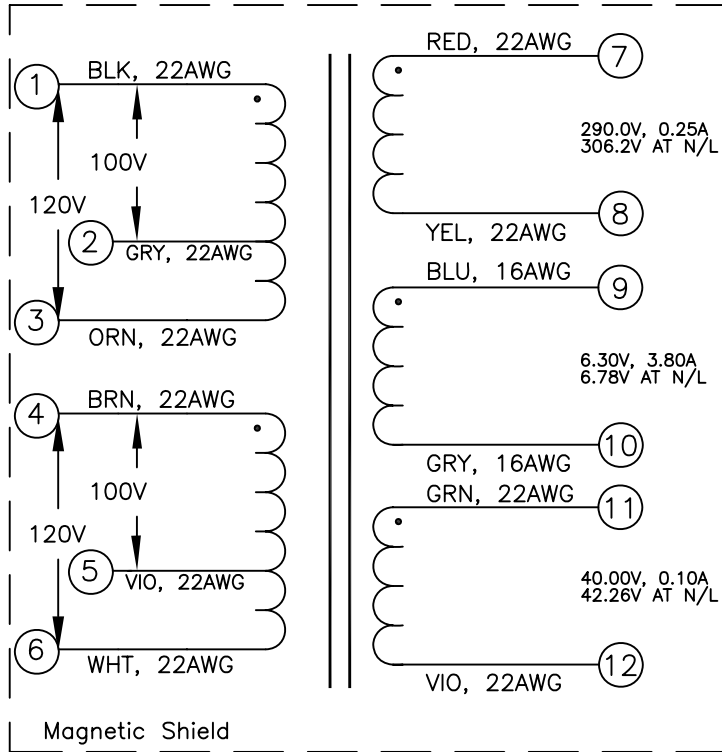 1
BLK, 22AWG
100V
120V
2
GRY, 22AWG
3
ORN, 22AWG
4
BRN, 22AWG
100V
120V
5
VIO, 22AWG
6
WHT, 22AWG
Magnetic Shield
RED, 22AWG
7
290.0V, 0.25A
306.2V AT N/L
8
YEL, 22AWG
BLU, 16AWG
9
6.30V, 3.80A
6.78V AT N/L
10
GRY, 16AWG
GRN, 22AWG
11
40.00V, 0.10A
42.26V AT N/L
12
VIO, 22AWG